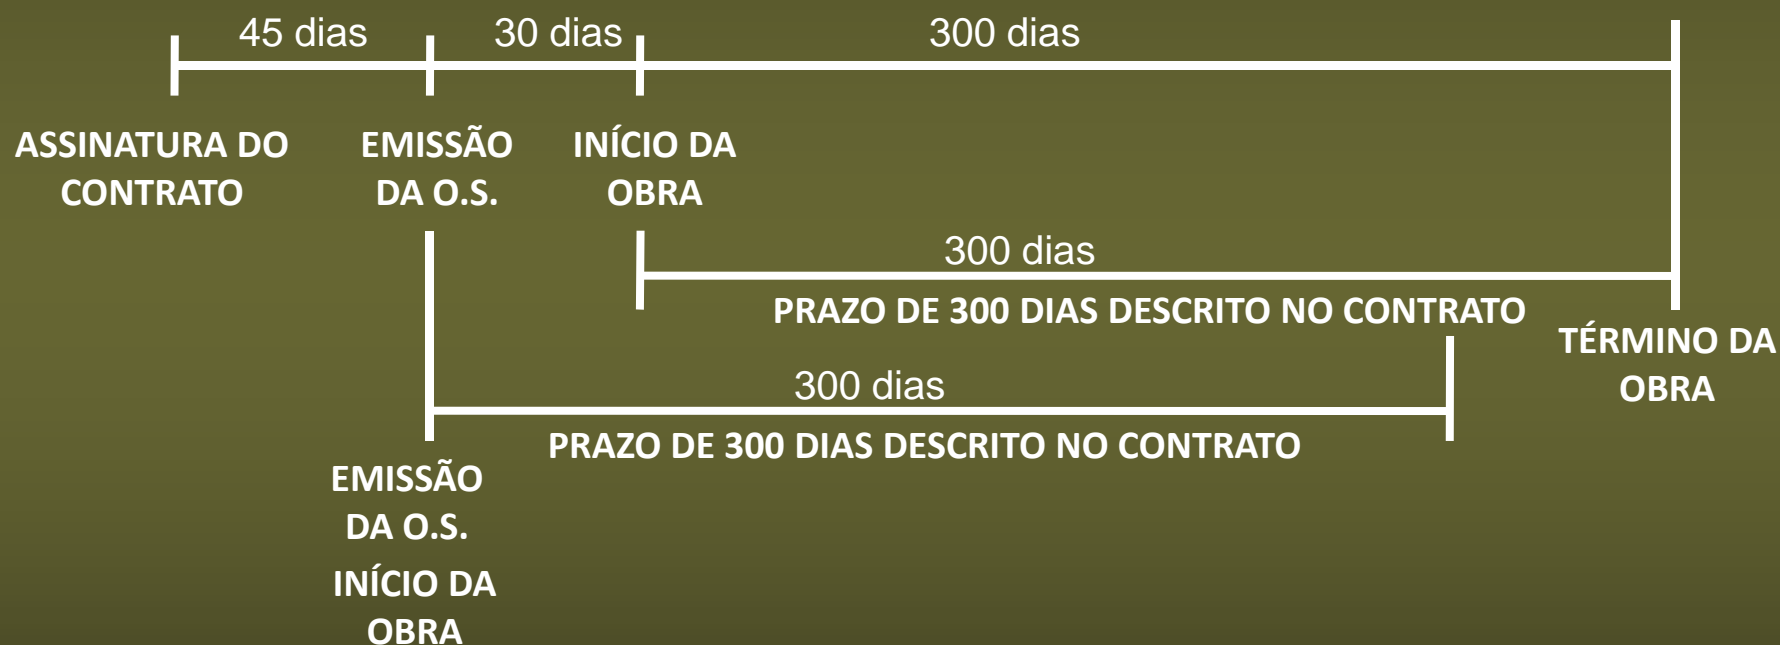 45 dias
30 dias
300 dias
ASSINATURA DO
CONTRATO
EMISSÃO
DA O.S.
INÍCIO DA
OBRA
300 dias
PRAZO DE 300 DIAS DESCRITO NO CONTRATO
TÉRMINO DA
OBRA
300 dias
PRAZO DE 300 DIAS DESCRITO NO CONTRATO
EMISSÃO
DA O.S.
INÍCIO DA
OBRA